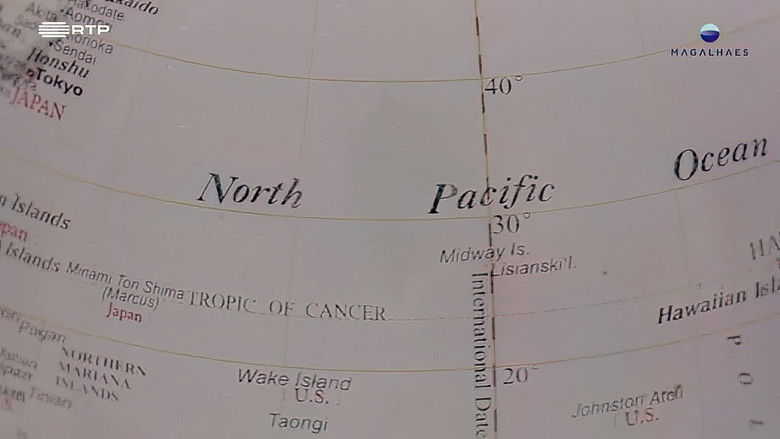 Hakodate
RTP
MAGALHAES
Sendai
Honshu
Tokyo
JAPAN
40°
North Pacific Ocean
30°
Islands
Midway Is.
Lisianski I.
Islands
Minami Tori Shima
(Marcus)
Japan
TROPIC OF CANCER
International Date
Hawaiian
NORTHERN
MARIANA
ISLANDS
20°
Wake Island
U.S.
Johnston Atoll
U.S.
Taongi